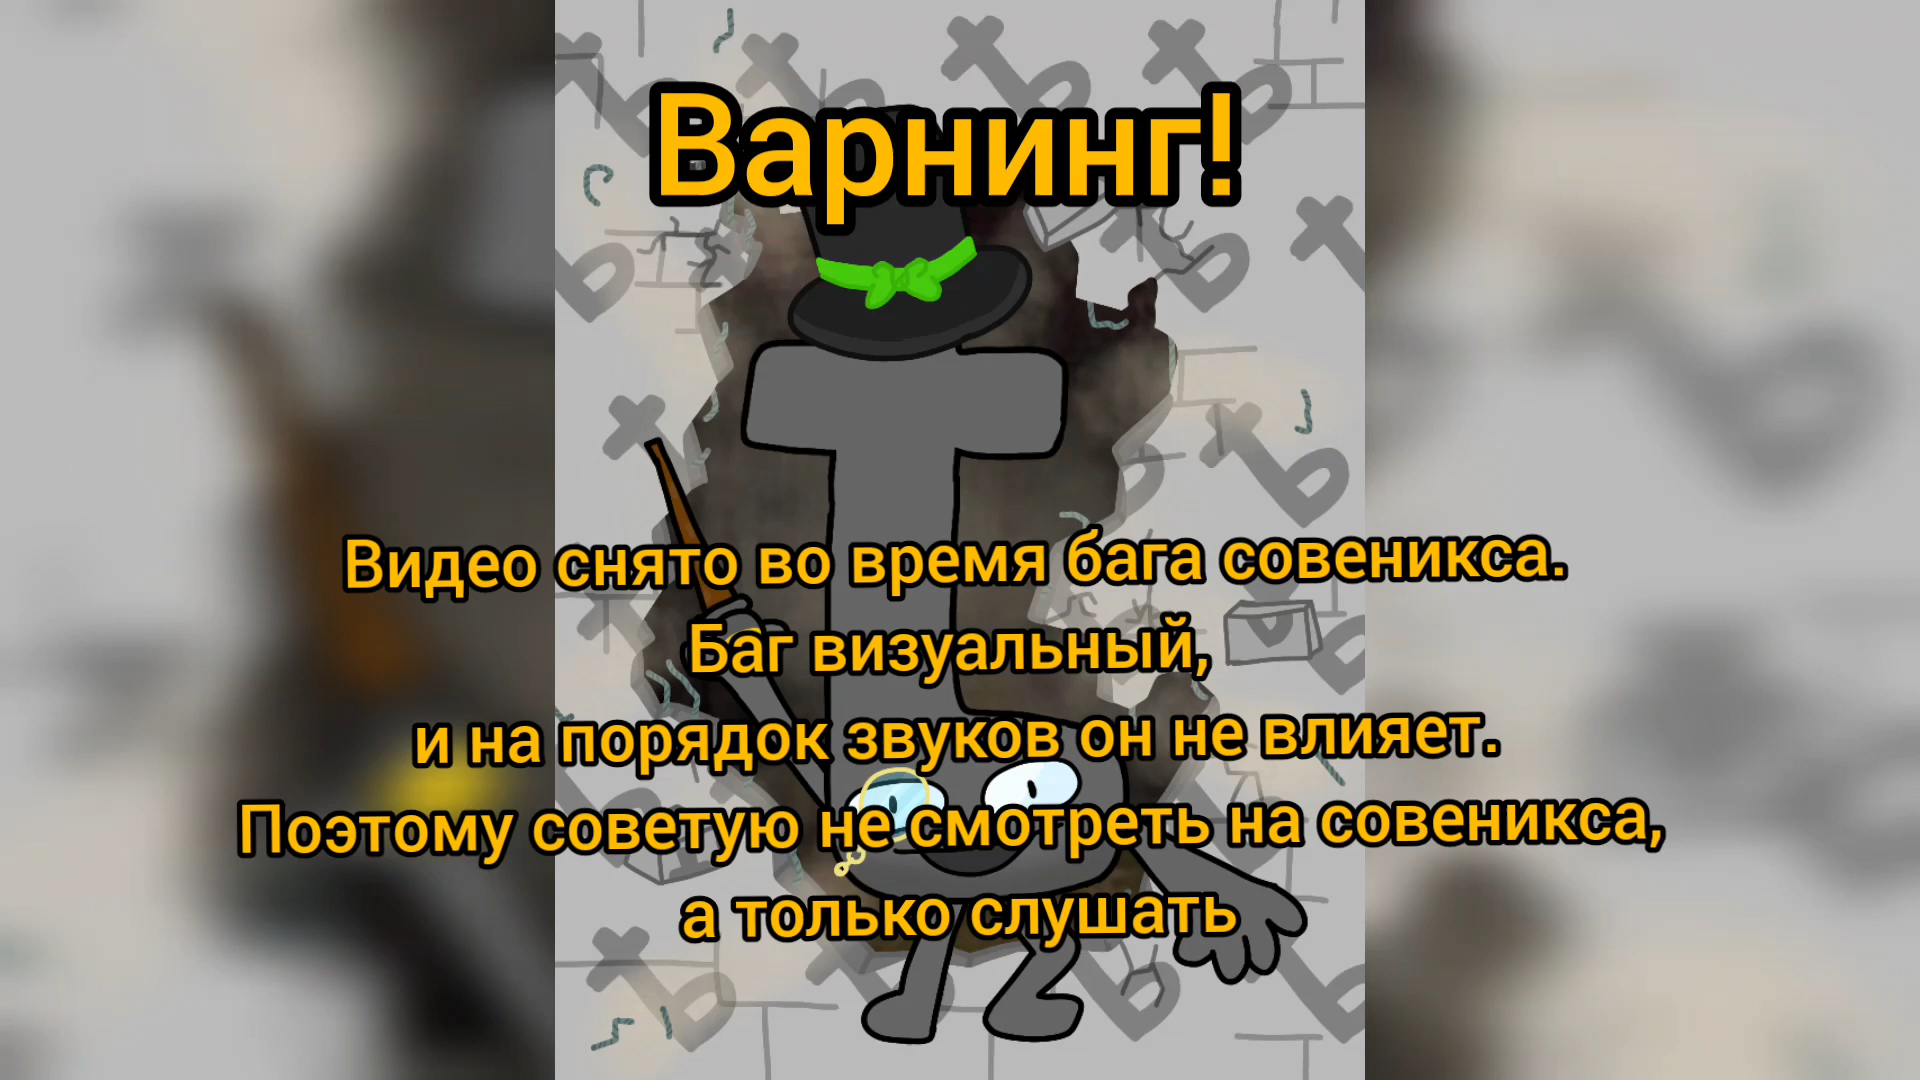 Варнинг!
Видео снято во время бага совеникса.
Баг визуальный,
и на порядок звуков он не влияет.
Поэтому советую не смотреть на совеникса,
а только слушать